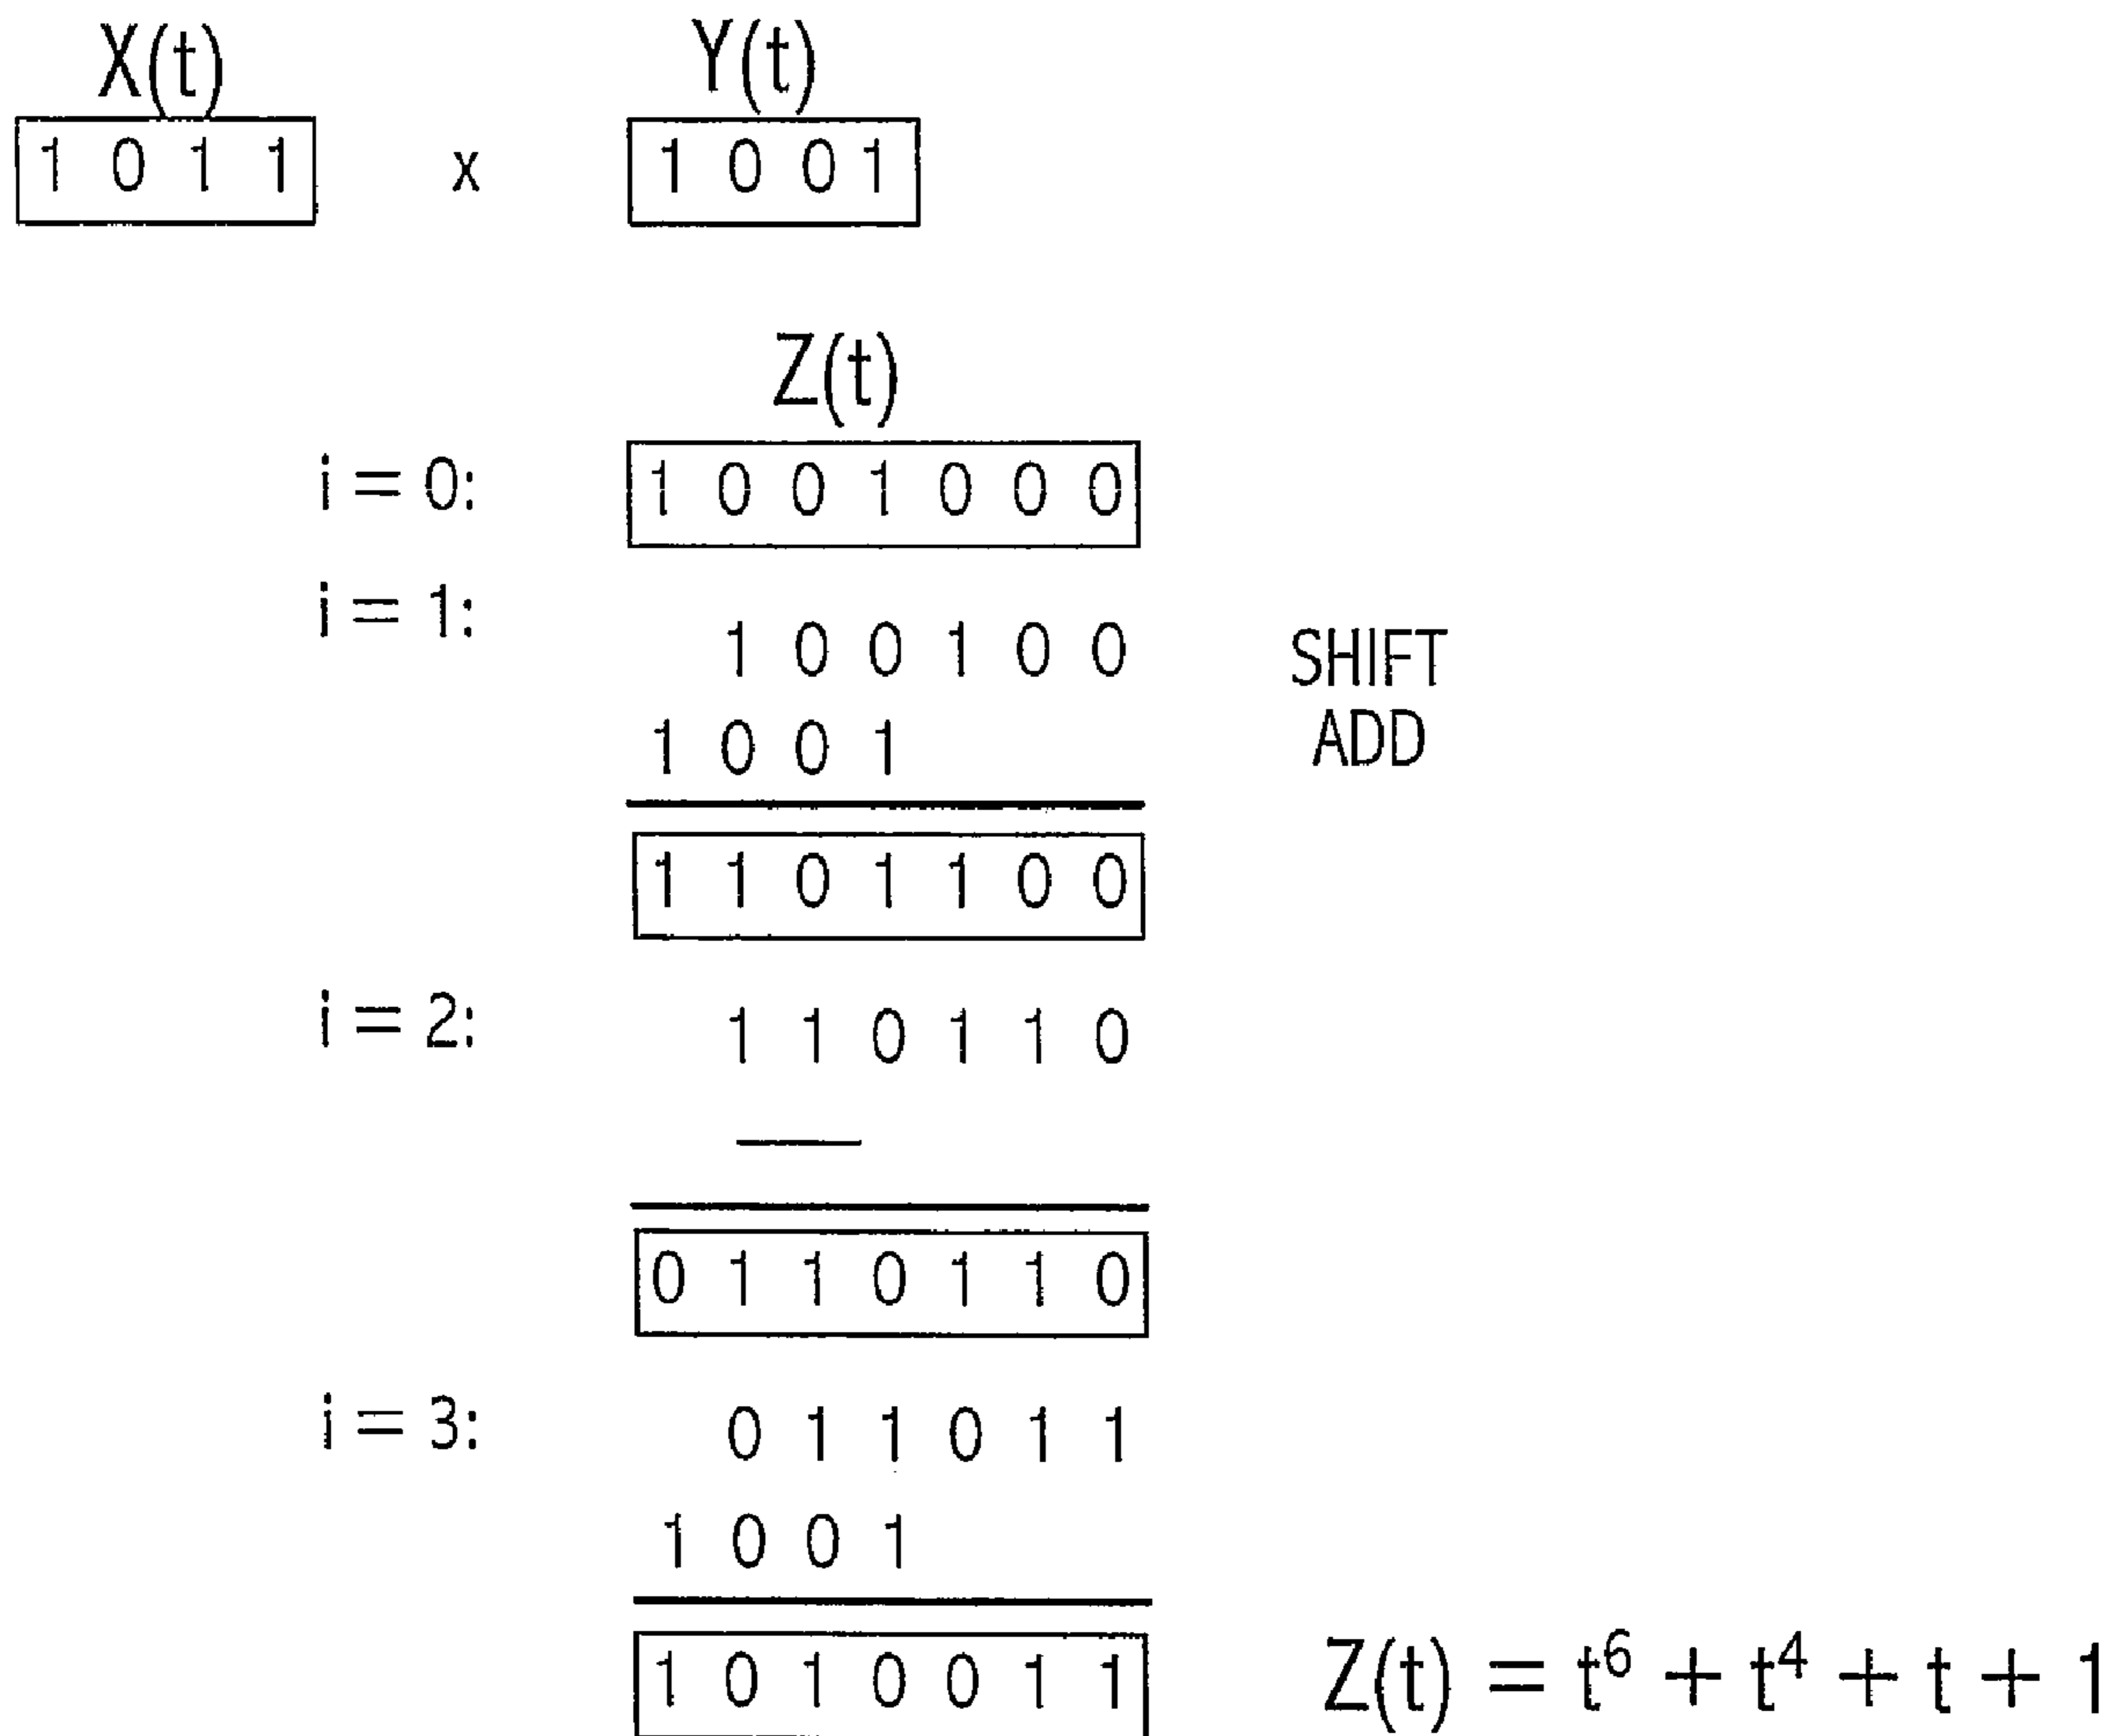 X(t) Y(t)
1 0 1 1 x 1 0 0 1
Z(t)
i = 0: 1 0 0 1 0 0 0
i = 1:
1 0 0 1 0 0 SHIFT
1 0 0 1 ADD
1 1 0 1 1 0 0
i = 2: 1 1 0 1 1 0
0 1 1 0 1 1 0
i = 3: 0 1 1 0 1 1
1 0 0 1
1 0 1 0 0 1 1 Z(t) = t⁶ + t⁴ + t + 1